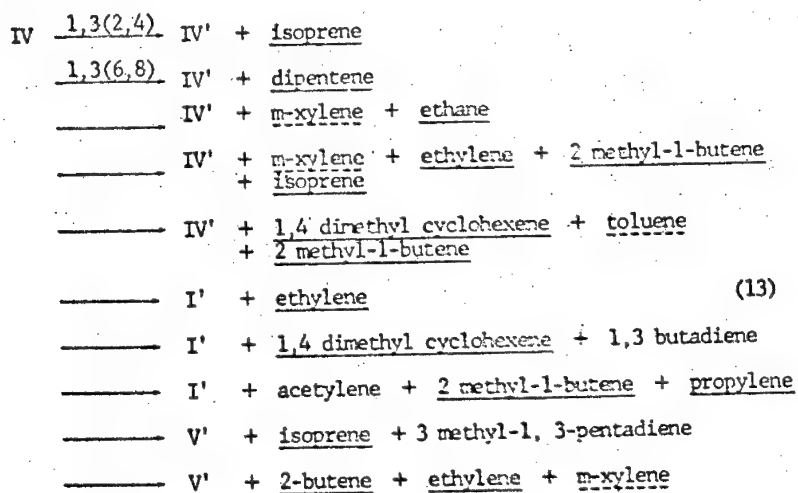 IV 1,3(2,4) IV' + isoprene
1,3(6,8) IV' + dipentene
IV' + m-xylene + ethane
IV' + m-xylene + ethylene + 2 methyl-1-butene
+ isoprene
IV' + 1,4 dimethyl cyclohexene + toluene
+ 2 methyl-1-butene
I' + ethylene (13)
I' + 1,4 dimethyl cyclohexene + 1,3 butadiene
I' + acetylene + 2 methyl-1-butene + propylene
V' + isoprene + 3 methyl-1, 3-pentadiene
V' + 2-butene + ethylene + m-xylene